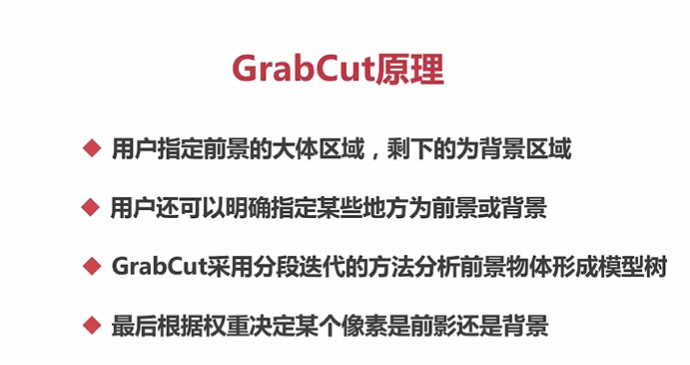 GrabCut原理
用户指定前景的大体区域，剩下的为背景区域
用户还可以明确指定某些地方为前景或背景
GrabCut采用分段迭代的方法分析前景物体形成模型树
最后根据权重决定某个像素是前影还是背景